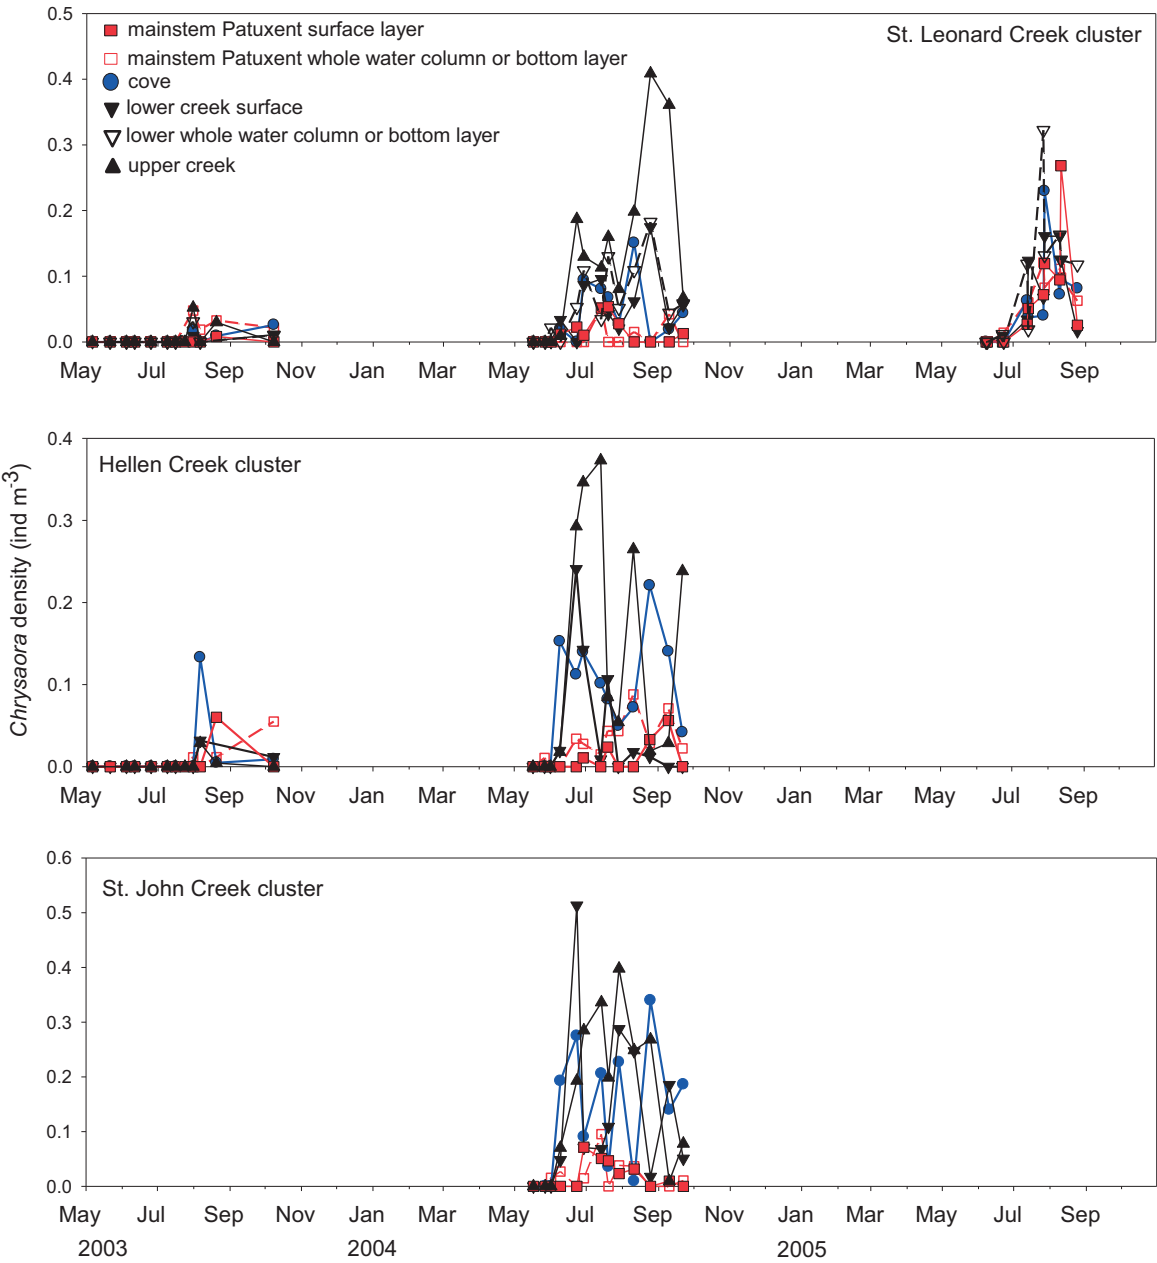 0.5
mainstem Patuxent surface layer
St. Leonard Creek cluster
mainstem Patuxent whole water column or bottom layer
0.4
cove
lower creek surface
0.3
lower whole water column or bottom layer
upper creek
0.2
0.1
0.0
May Jul Sep Nov Jan Mar May Jul Sep Nov Jan Mar May Jul Sep
0.4
Hellen Creek cluster
0.3
0.2
0.1
0.0
Chrysaora density (ind m-3)
May Jul Sep Nov Jan Mar May Jul Sep Nov Jan Mar May Jul Sep
0.6
St. John Creek cluster
0.5
0.4
0.3
0.2
0.1
0.0
May Jul Sep Nov Jan Mar May Jul Sep Nov Jan Mar May Jul Sep
2003 2004 2005